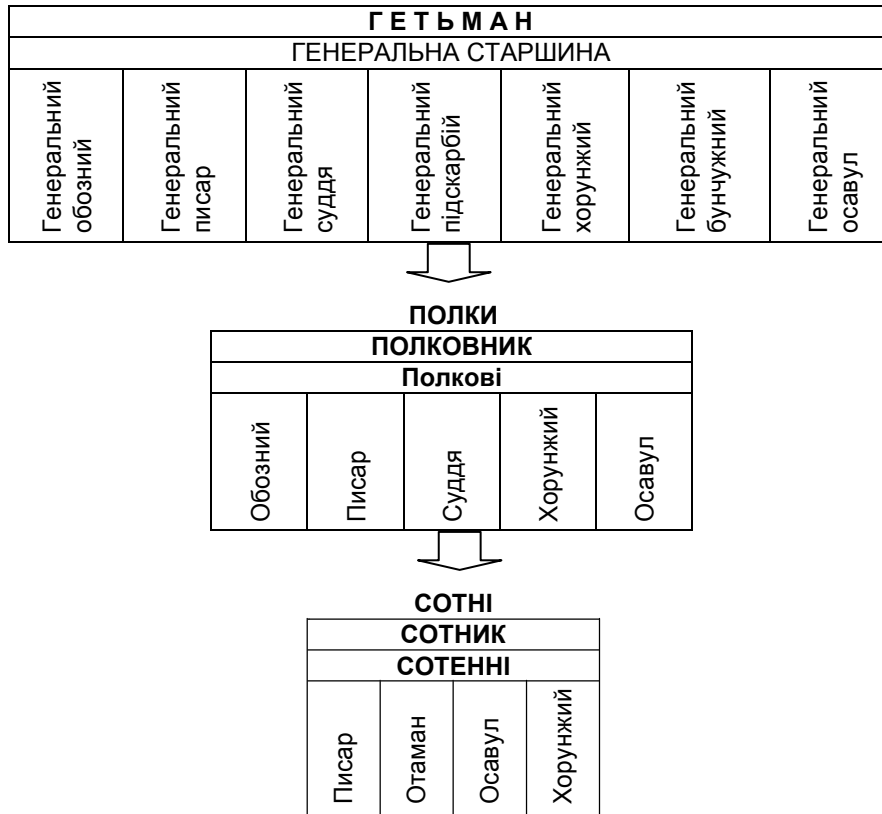 Г Е Т Ь М А Н
ГЕНЕРАЛЬНА СТАРШИНА
Генеральний
обозний
Генеральний
писар
Генеральний
суддя
Генеральний
підскарбій
Генеральний
хорунжий
Генеральний
бунчужний
Генеральний
осавул
ПОЛКИ
ПОЛКОВНИК
Полкові
Обозний
Писар
Суддя
Хорунжий
Осавул
СОТНІ
СОТНИК
СОТЕННІ
Писар
Отаман
Осавул
Хорунжий